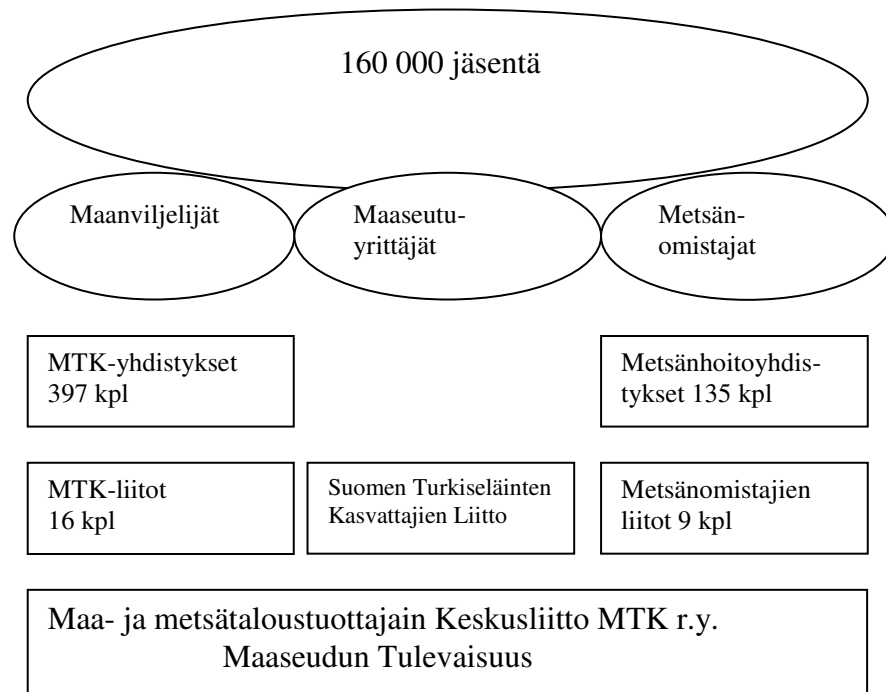 160 000 jäsentä
Maanviljelijät
Maaseutu-
yrittäjät
Metsän-
omistajat
MTK-yhdistykset
397 kpl
Metsänhoitoyhdis-
tykset 135 kpl
MTK-liitot
16 kpl
Suomen Turkiseläinten
Kasvattajien Liitto
Metsänomistajien
liitot 9 kpl
Maa- ja metsätaloustuottajain Keskusliitto MTK r.y.
Maaseudun Tulevaisuus